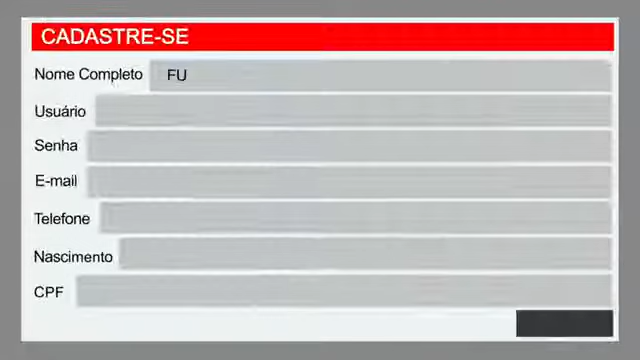 CADASTRE-SE
Nome Completo FU
Usuário
Senha
E-mail
Telefone
Nascimento
CPF